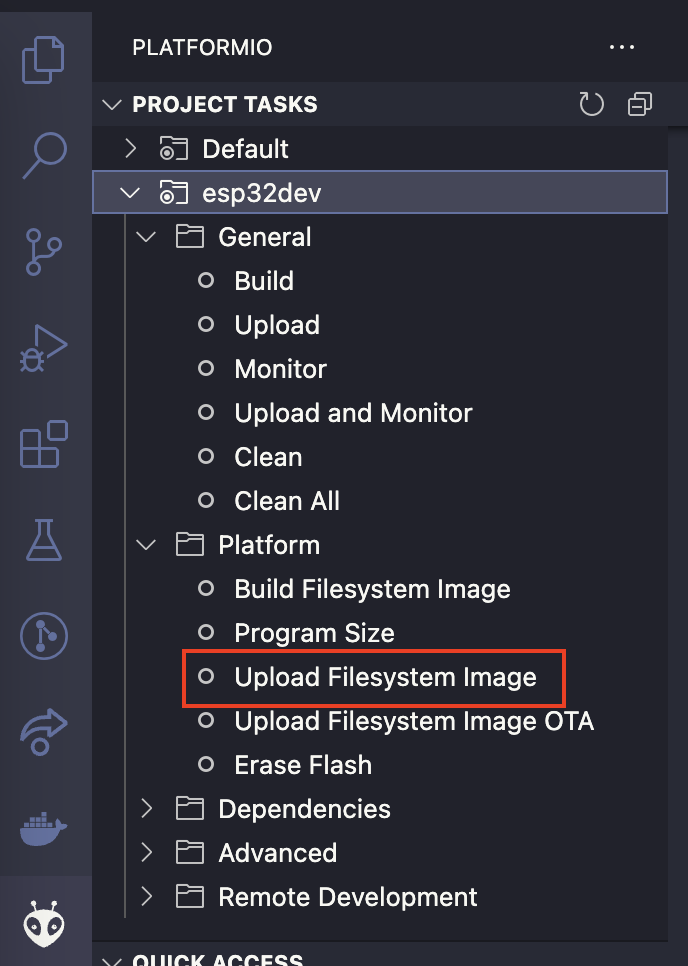 PLATFORMIO
PROJECT TASKS
Default
esp32dev
General
Build
Upload
Monitor
Upload and Monitor
Clean
Clean All
Platform
Build Filesystem Image
Program Size
Upload Filesystem Image
Upload Filesystem Image OTA
Erase Flash
Dependencies
Advanced
Remote Development
QUICK ACCESS